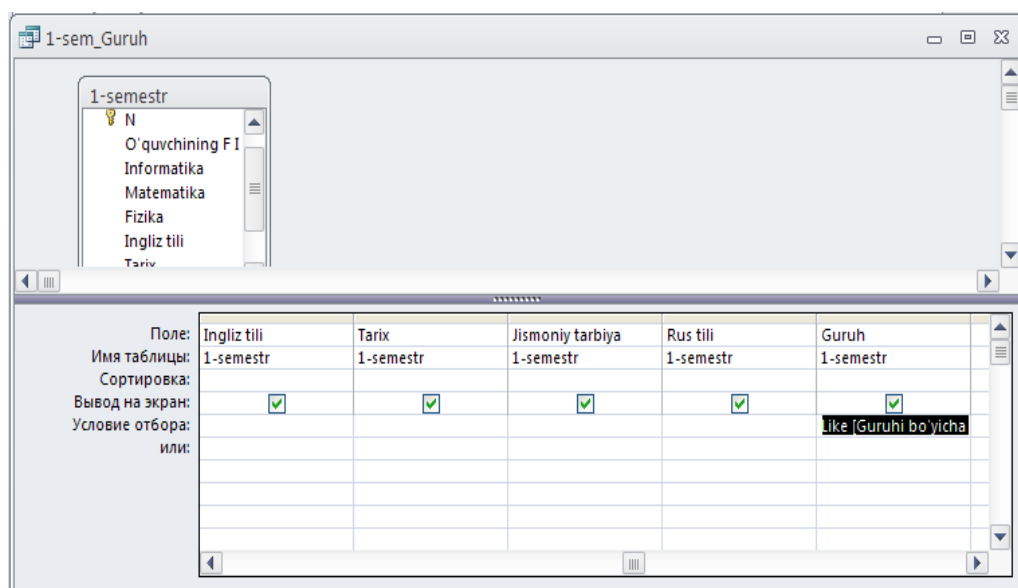 1-sem_Guruh
1-semestr
N
O'quvchining F I
Informatika
Matematika
Fizika
Ingliz tili
Tarix
Поле: Ingliz tili Tarix Jismoniy tarbiya Rus tili Guruh
Имя таблицы: 1-semestr 1-semestr 1-semestr 1-semestr 1-semestr
Сортировка:
Вывод на экран:
Условие отбора: Like [Guruhi bo'yicha
или: